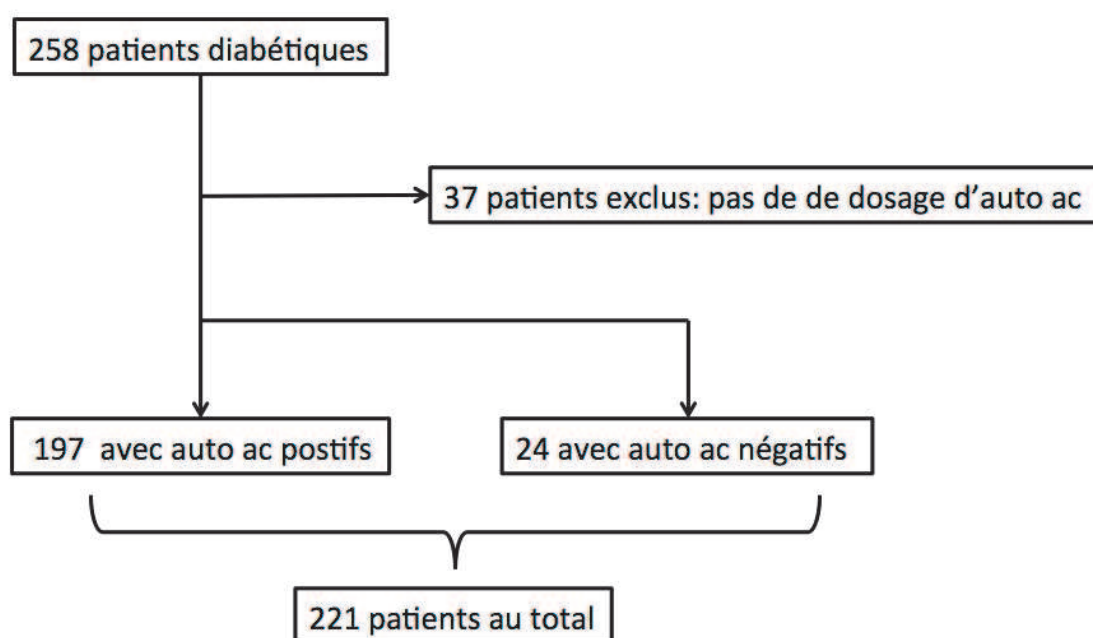 258 patients diabétiques
37 patients exclus: pas de de dosage d’auto ac
197 avec auto ac postifs
24 avec auto ac négatifs
221 patients au total